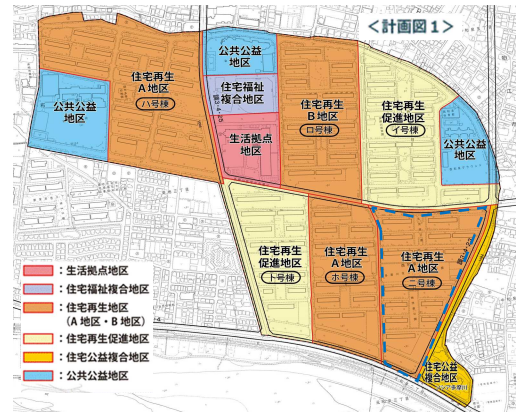 ＜計画図1＞
公共公益
地区
住宅再生
A地区
ハ号棟
公共公益
地区
住宅福祉
複合地区
生活拠点
地区
住宅再生
B地区
ロ号棟
住宅再生
促進地区
イ号棟
公共公益
地区
住宅再生
促進地区
ト号棟
住宅再生
A地区
ホ号棟
住宅再生
A地区
ニ号棟
住宅公益
複合地区
：生活拠点地区
：住宅福祉複合地区
：住宅再生地区
（A地区・B地区）
：住宅再生促進地区
：住宅公益複合地区
：公共公益地区